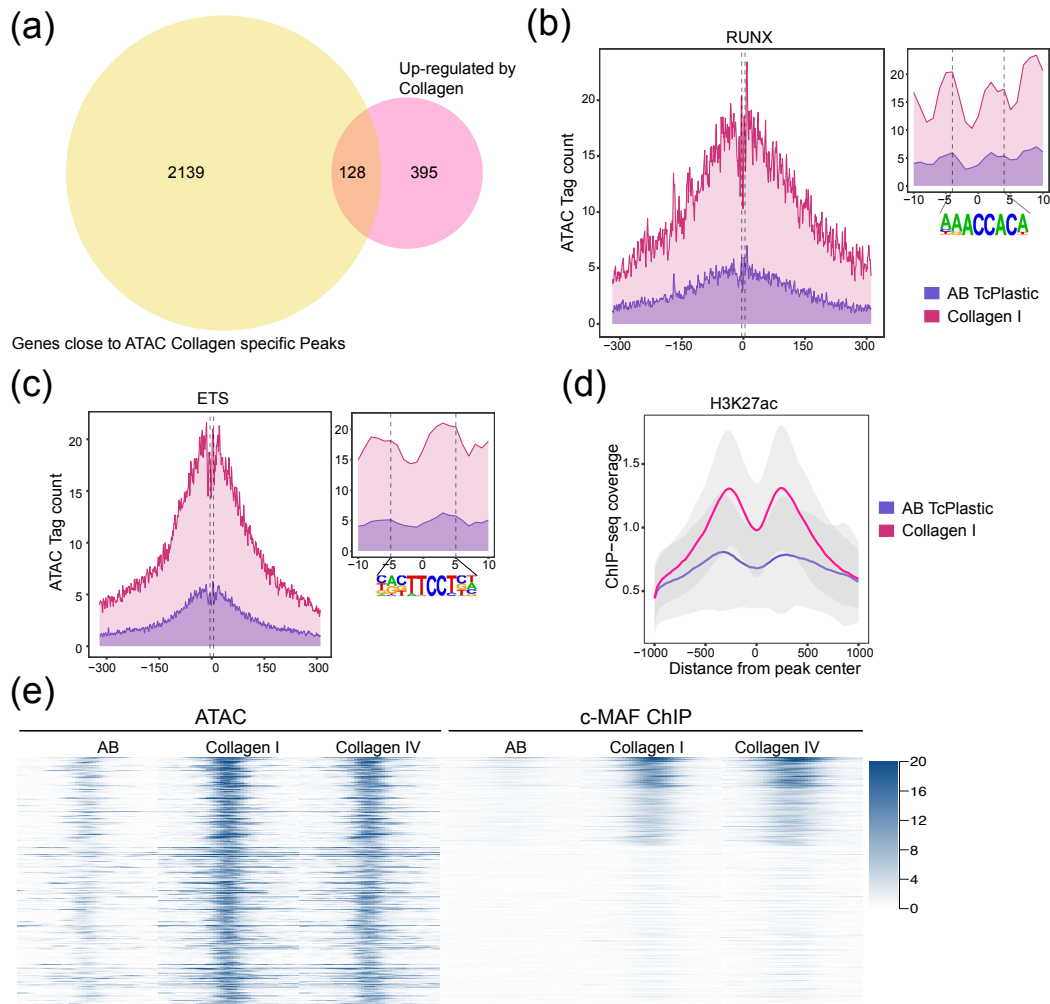 (a)
Up-regulated by
Collagen
2139
128
395
Genes close to ATAC Collagen specific Peaks
(b)
RUNX
ATAC Tag count
20
15
10
5
0
−300
−150
0
150
300
20
15
10
5
0
−10
−5
0
5
10
AAACCACA
AB TcPlastic
Collagen I
(c)
ETS
ATAC Tag count
20
15
10
5
0
−300
−150
0
150
300
20
15
10
5
0
−10
−5
0
5
10
CACTTCCTCT
(d)
H3K27ac
ChIP−seq coverage
1.5
1.0
0.5
−1000
−500
0
500
1000
Distance from peak center
AB TcPlastic
Collagen I
(e)
ATAC
c-MAF ChIP
AB
Collagen I
Collagen IV
AB
Collagen I
Collagen IV
20
16
12
8
4
0